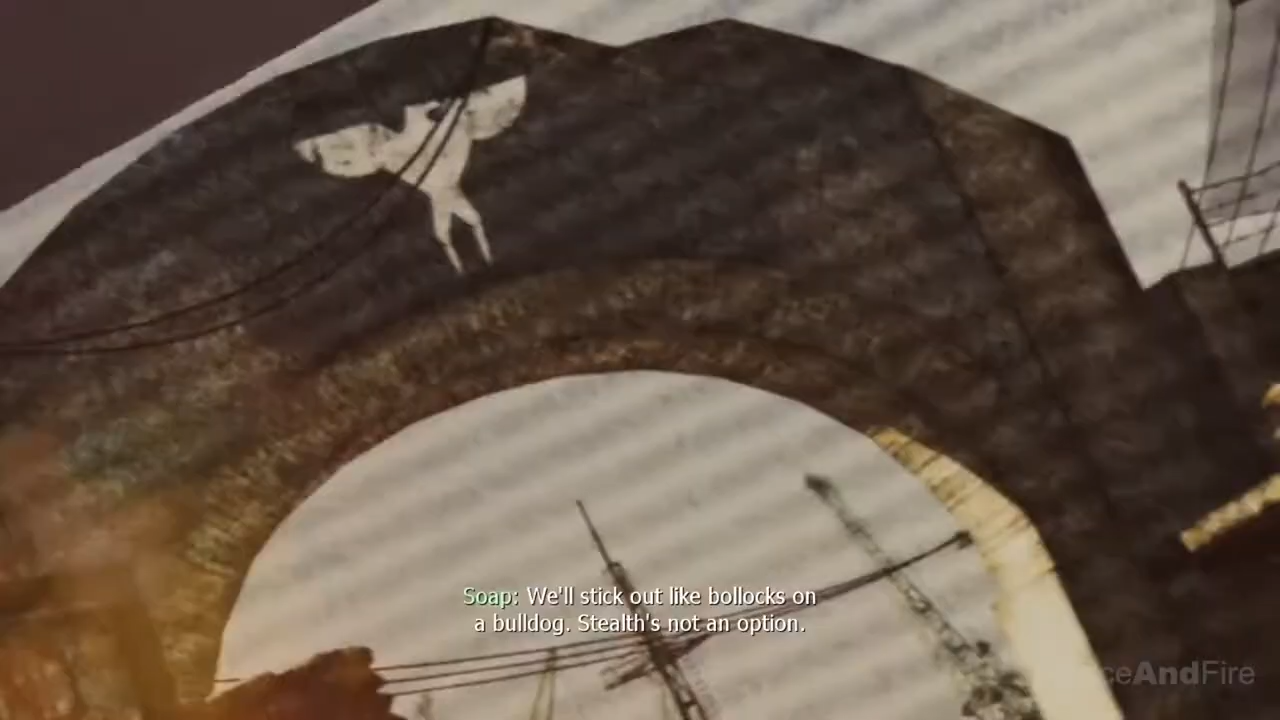 Soap: We'll stick out like bollocks on
a bulldog. Stealth's not an option.
ceAndFire